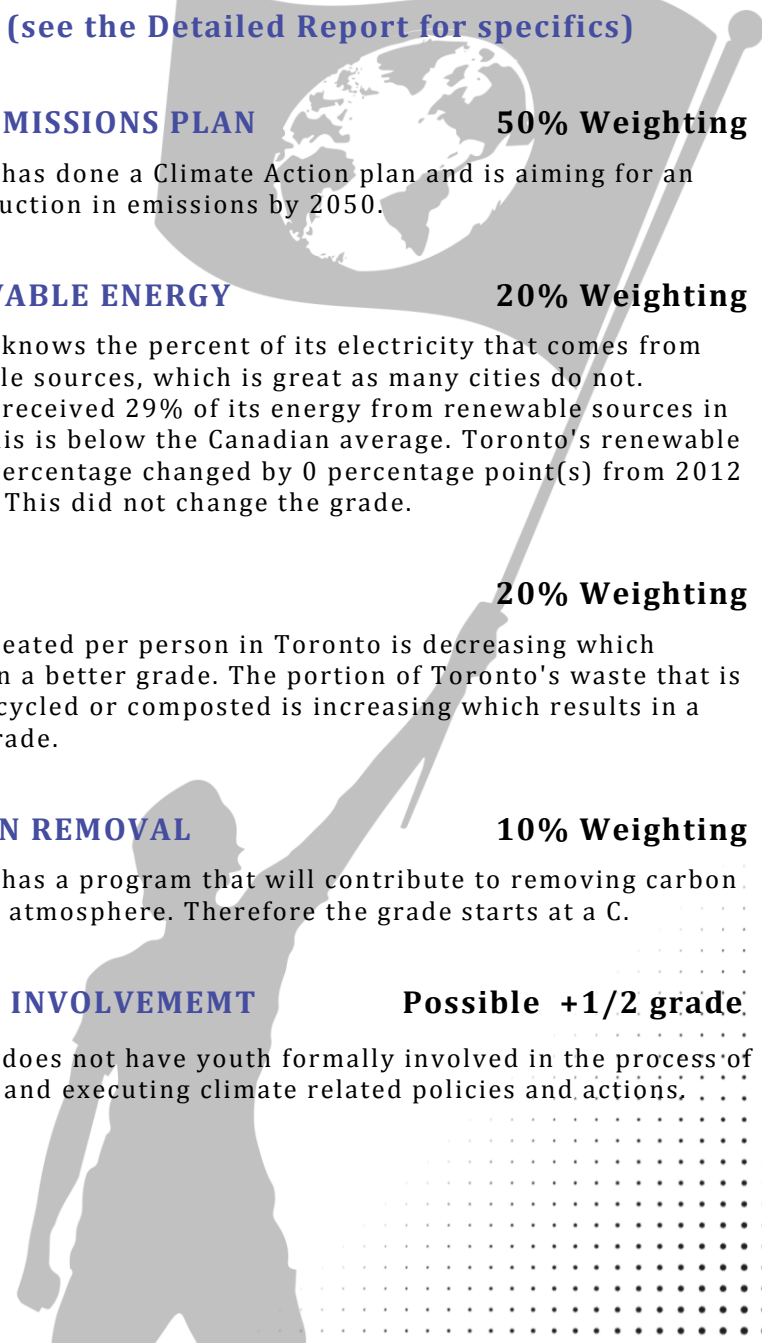 (see the Detailed Report for specifics)
MISSIONS PLAN 50% Weighting
has done a Climate Action plan and is aiming for an
uction in emissions by 2050.
VABLE ENERGY 20% Weighting
knows the percent of its electricity that comes from
le sources, which is great as many cities do not.
received 29% of its energy from renewable sources in
his is below the Canadian average. Toronto's renewable
ercentage changed by 0 percentage point(s) from 2012
This did not change the grade.
20% Weighting
eated per person in Toronto is decreasing which
n a better grade. The portion of Toronto's waste that is
cycled or composted is increasing which results in a
rade.
N REMOVAL 10% Weighting
has a program that will contribute to removing carbon
atmosphere. Therefore the grade starts at a C.
INVOLVEMEMT Possible +1/2 grade
does not have youth formally involved in the process of
and executing climate related policies and actions.